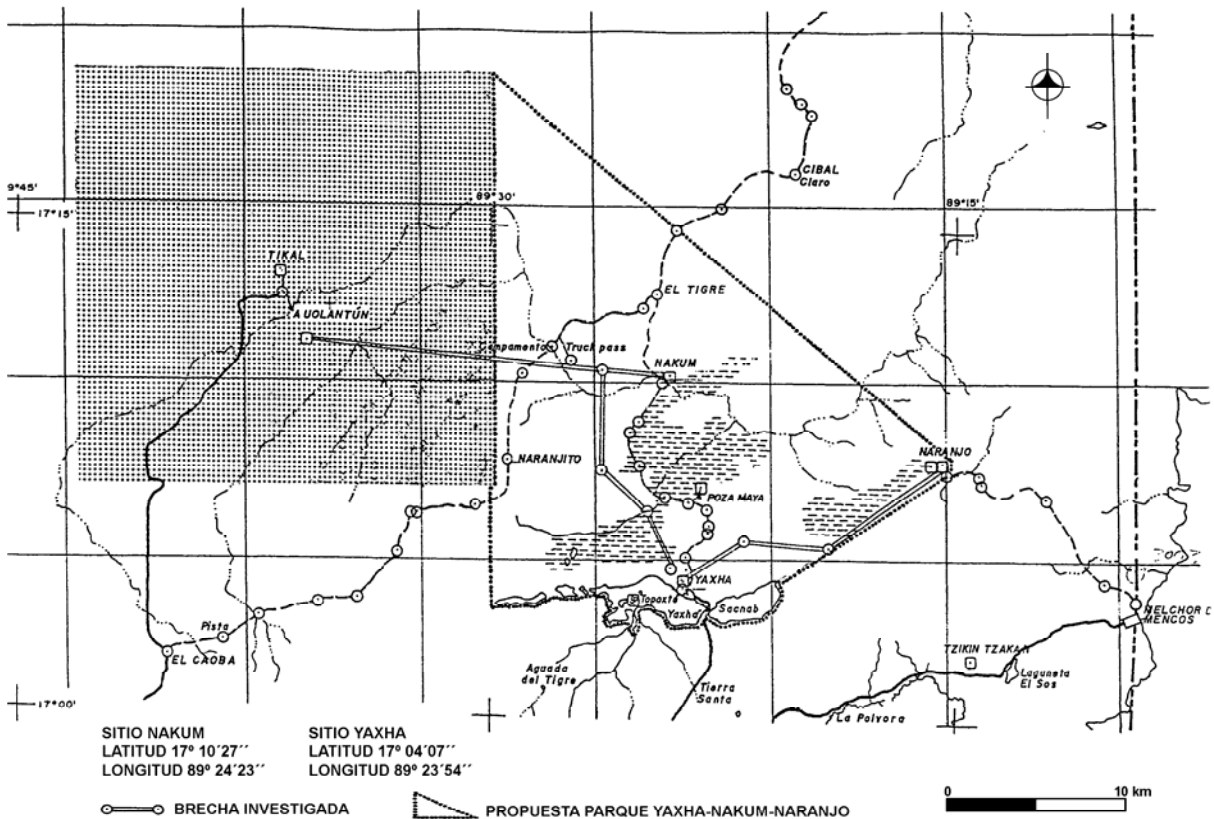 CIBAL
Claro
9°45'
89°30'
89°15'
17°15'
TIKAL
EL TIGRE
A UOLANTÚN
Campamento
Truck pass
NAKUM
NARANJITO
NARANJO
POZA MAYA
YAXHA
Topoxté
Yaxha
Sacnab
Pista
EL CAOBA
MELCHOR D
MENCOS
TZIKIN TZAKAN
Aguada
del Tigre
Tierra
Santa
Laguneta
El Sos
La Polvora
17°00'
SITIO NAKUM
LATITUD 17º 10´27´´
LONGITUD 89º 24´23´´
SITIO YAXHA
LATITUD 17º 04´07´´
LONGITUD 89º 23´54´´
BRECHA INVESTIGADA
PROPUESTA PARQUE YAXHA-NAKUM-NARANJO
0 10 km